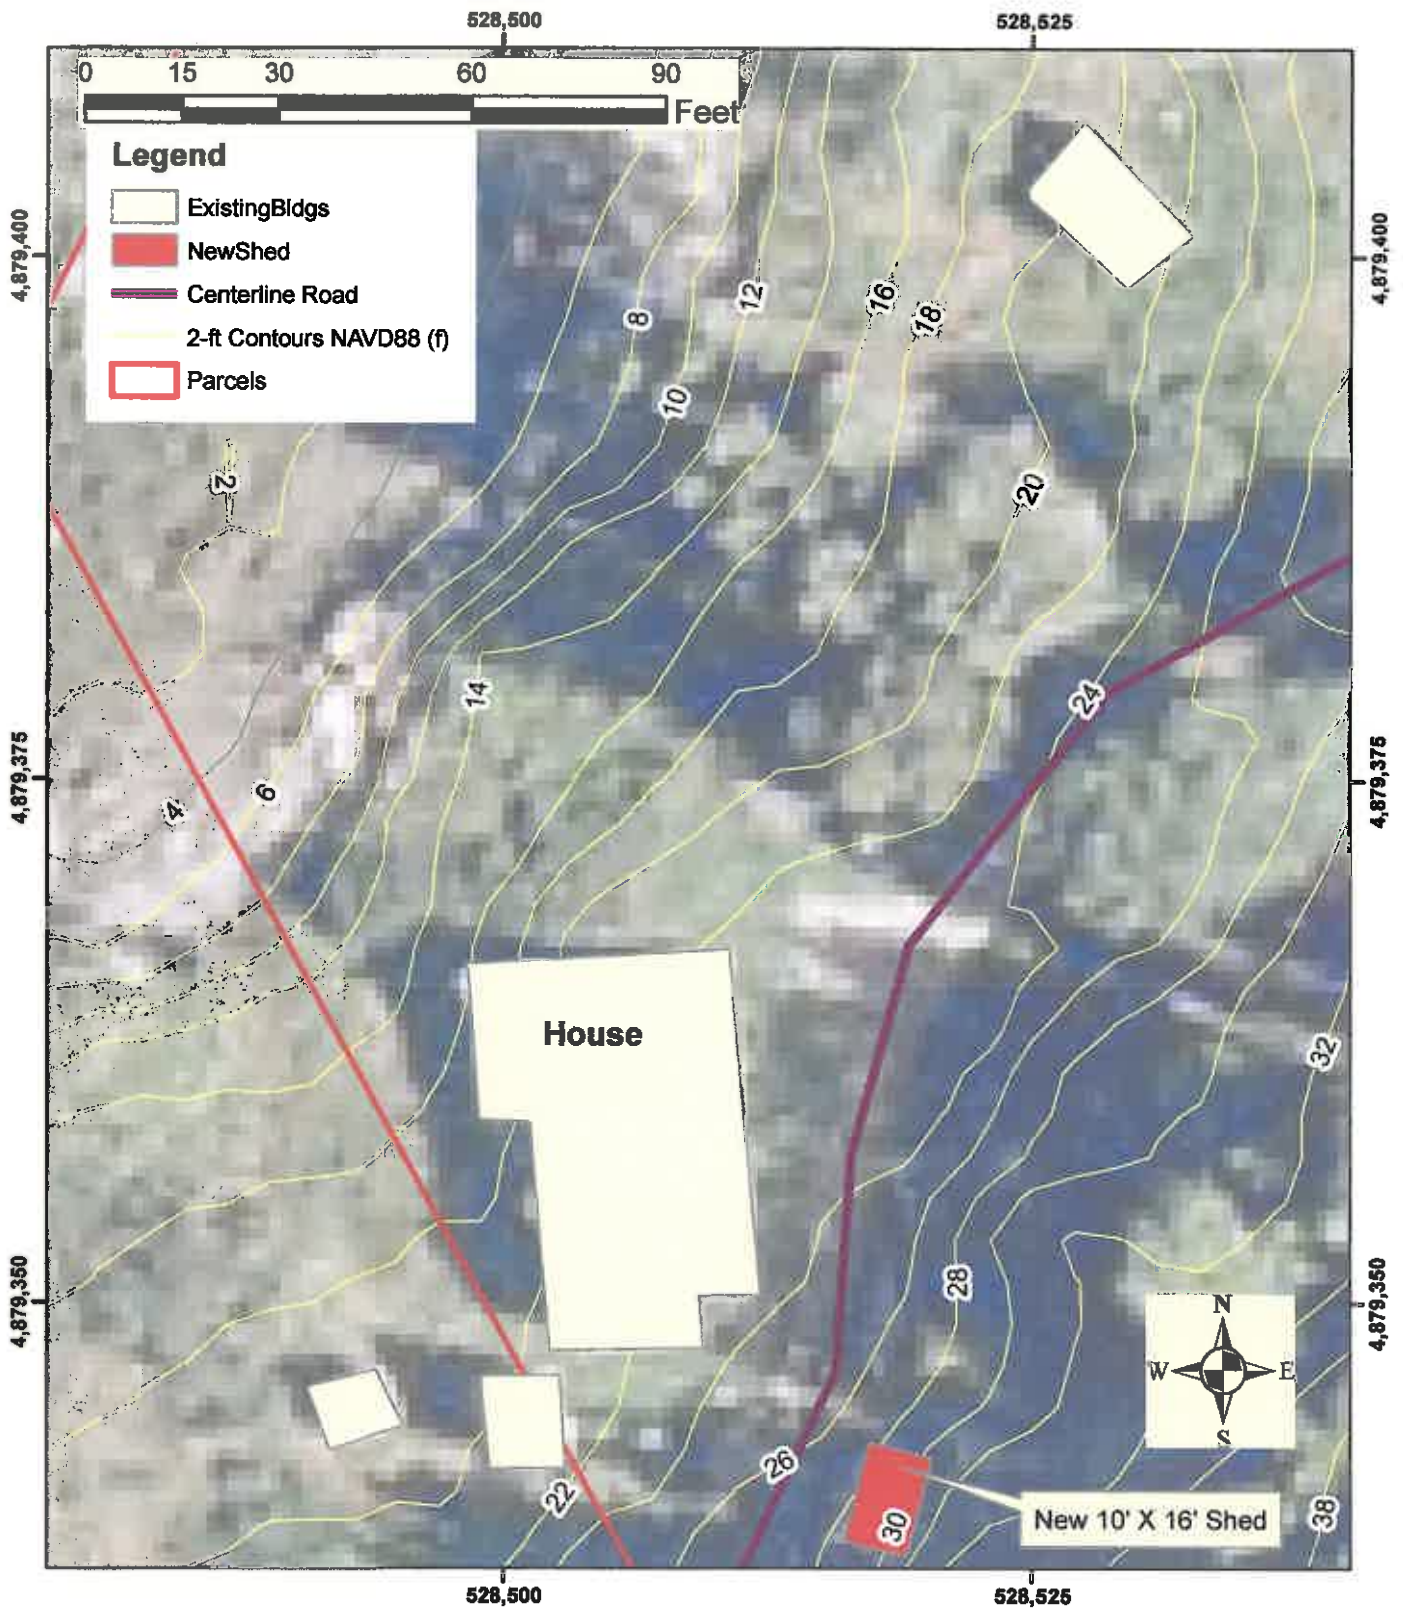 528,500 528,525
0 15 30 60 90
Feet
Legend
ExistingBldgs
NewShed
Centerline Road
2-ft Contours NAVD88 (f)
Parcels
4,879,400 4,879,400
8 12 16 18
10
2 20
14 24
4,879,375 4,879,375
4 6
House
32
4,879,350 4,879,350
28
N
W E
S
26
22
30
New 10' X 16' Shed
38
528,500 528,525